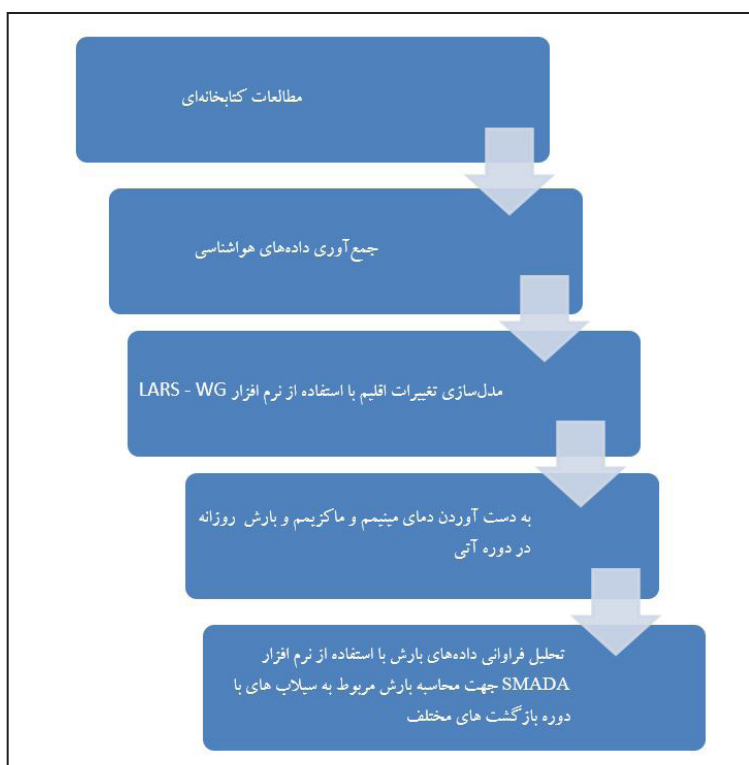 مطالعات کتابخانه‌ای
جمع‌آوری داده‌های هواشناسی
مدل‌سازی تغییرات اقلیم با استفاده از نرم افزار LARS - WG
به دست آوردن دمای مینیمم و ماکزیمم و بارش روزانه
در دوره آتی
تحلیل فراوانی داده‌های بارش با استفاده از نرم افزار
SMADA جهت محاسبه بارش مربوط به سیلاب های با
دوره بازگشت های مختلف